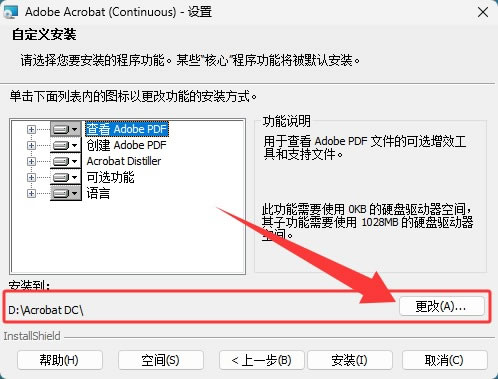 Adobe Acrobat (Continuous) - 设置
自定义安装
请选择您要安装的程序功能。某些“核心”程序功能将被默认安装。
单击下面列表内的图标以更改功能的安装方式。
查看 Adobe PDF
创建 Adobe PDF
Acrobat Distiller
可选功能
语言
功能说明
用于查看 Adobe PDF 文件的可选增效工
具和支持文件。
此功能需要使用 0KB 的硬盘驱动器空间，
其子功能需要使用 1028MB 的硬盘驱动器
空间。
安装到:
D:\Acrobat DC\
更改(A)...
InstallShield
帮助(H)
空间(S)
< 上一步(B)
安装(I)
取消(C)